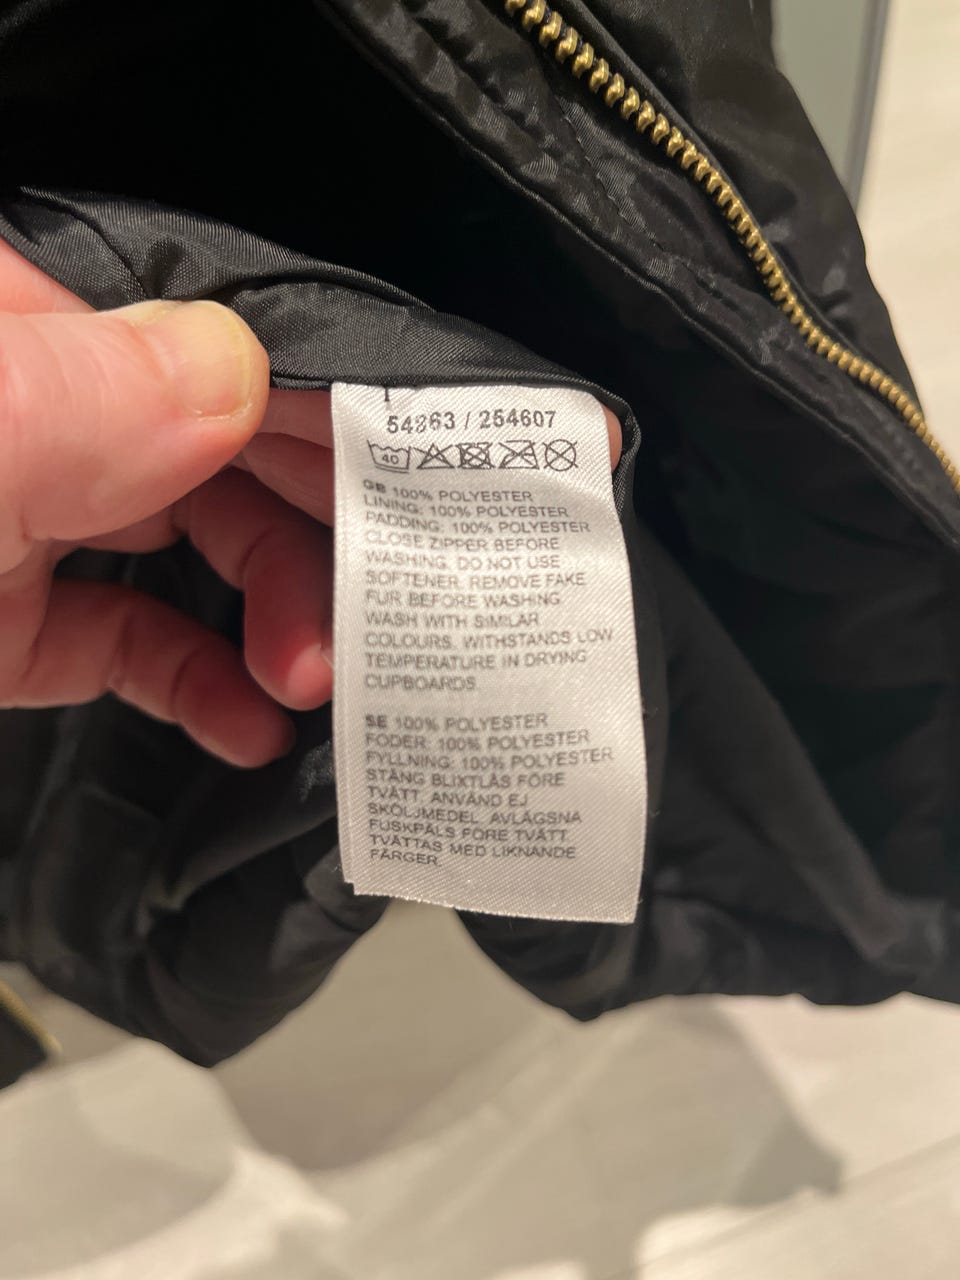 54863 / 254607
40
GB 100% POLYESTER
LINING: 100% POLYESTER
PADDING: 100% POLYESTER
CLOSE ZIPPER BEFORE
WASHING. DO NOT USE
SOFTENER. REMOVE FAKE
FUR BEFORE WASHING
WASH WITH SIMILAR
COLOURS. WITHSTANDS LOW
TEMPERATURE IN DRYING
CUPBOARDS.
SE 100% POLYESTER
FODER: 100% POLYESTER
FYLLNING: 100% POLYESTER
STÄNG BLIXTLÅS FÖRE
TVÄTT. ANVÄND EJ
SKÖLJMEDEL. AVLÄGSNA
FUSKPÄLS FÖRE TVÄTT.
TVÄTTAS MED LIKNANDE
FÄRGER.